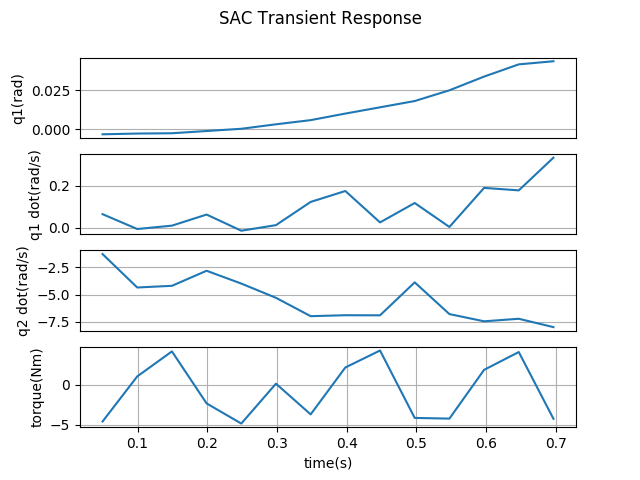 SAC Transient Response
q1(rad)
0.025
0.000
q1 dot(rad/s)
0.2
0.0
q2 dot(rad/s)
−2.5
−5.0
−7.5
torque(Nm)
0
−5
0.1 0.2 0.3 0.4 0.5 0.6 0.7
time(s)